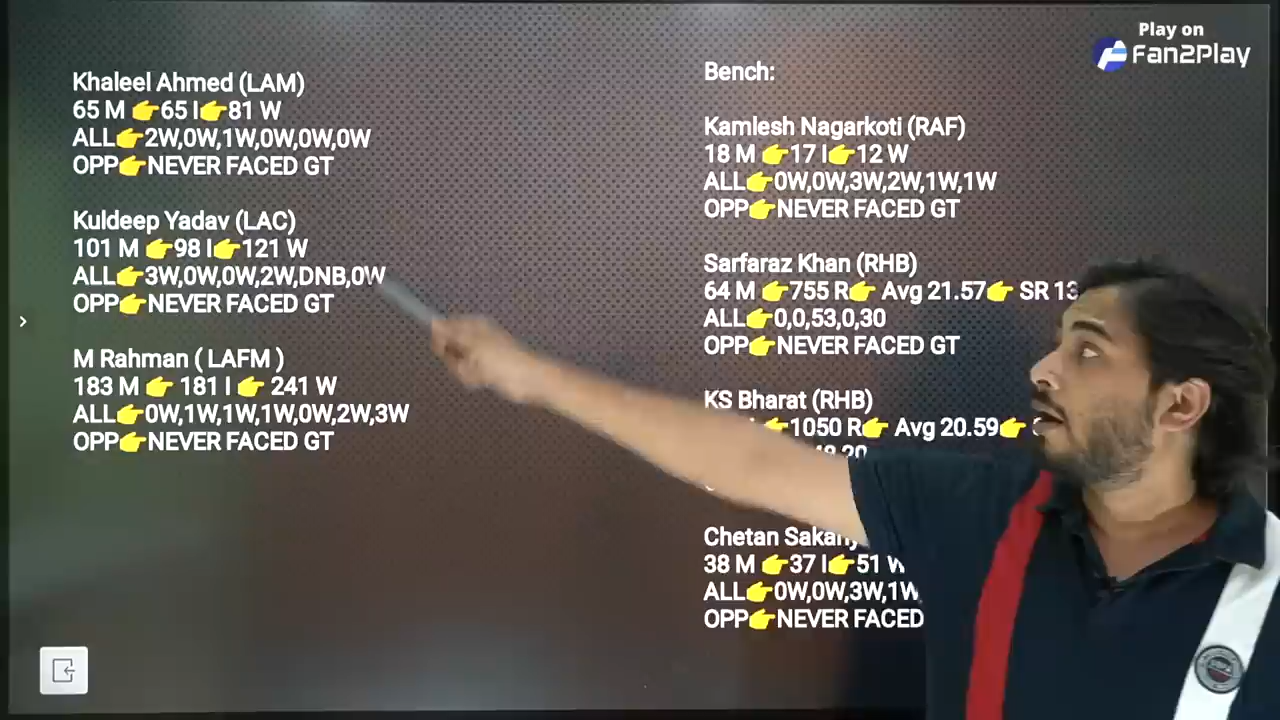 Play on
Fan2Play
Khaleel Ahmed (LAM)
65 M 👉65 I👉81 W
ALL👉2W,0W,1W,0W,0W,0W
OPP👉NEVER FACED GT
Kuldeep Yadav (LAC)
101 M 👉98 I👉121 W
ALL👉3W,0W,0W,2W,DNB,0W
OPP👉NEVER FACED GT
M Rahman ( LAFM )
183 M 👉 181 I 👉 241 W
ALL👉0W,1W,1W,1W,0W,2W,3W
OPP👉NEVER FACED GT
Bench:
Kamlesh Nagarkoti (RAF)
18 M 👉17 I👉12 W
ALL👉0W,0W,3W,2W,1W,1W
OPP👉NEVER FACED GT
Sarfaraz Khan (RHB)
64 M 👉755 R👉 Avg 21.57👉 SR 13
ALL👉0,0,53,0,30
OPP👉NEVER FACED GT
KS Bharat (RHB)
👉1050 R👉 Avg 20.59👉
Chetan
38 M 👉37 I👉51 W
ALL👉0W,0W,3W,1W
OPP👉NEVER FACED